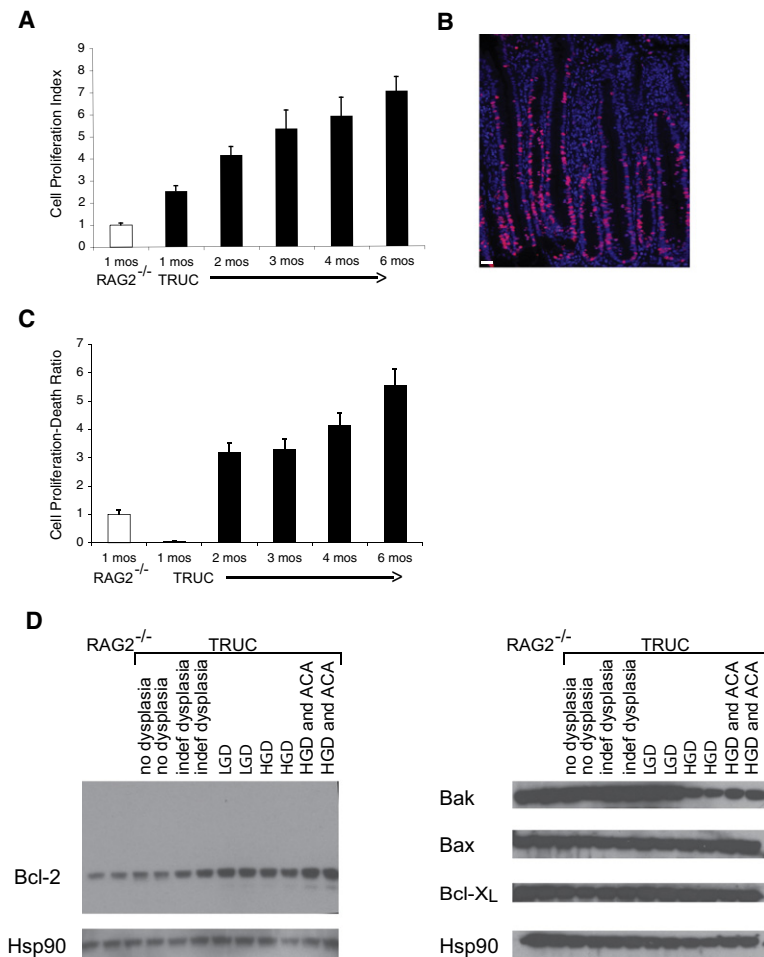 A
Cell Proliferation Index
9
8
7
6
5
4
3
2
1
0
1 mos 1 mos 2 mos 3 mos 4 mos 6 mos
RAG2-/- TRUC
B
C
Cell Proliferation-Death Ratio
7
6
5
4
3
2
1
0
1 mos 1 mos 2 mos 3 mos 4 mos 6 mos
RAG2-/- TRUC
D
RAG2-/- TRUC
no dysplasia
no dysplasia
indef dysplasia
indef dysplasia
LGD
LGD
HGD
HGD
HGD and ACA
HGD and ACA
Bcl-2
Hsp90
RAG2-/- TRUC
no dysplasia
no dysplasia
indef dysplasia
indef dysplasia
LGD
LGD
HGD
HGD
HGD and ACA
HGD and ACA
Bak
Bax
Bcl-XL
Hsp90